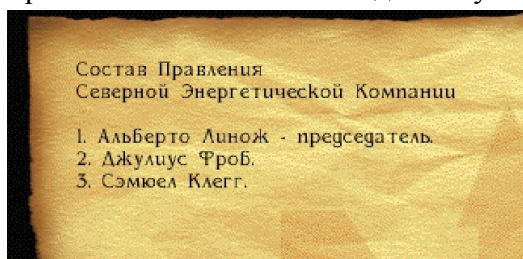 Состав Правления
Северной Энергетической Компании
1. Альберто Линож - председатель.
2. Джулиус Фроб.
3. Сэмюел Клегг.